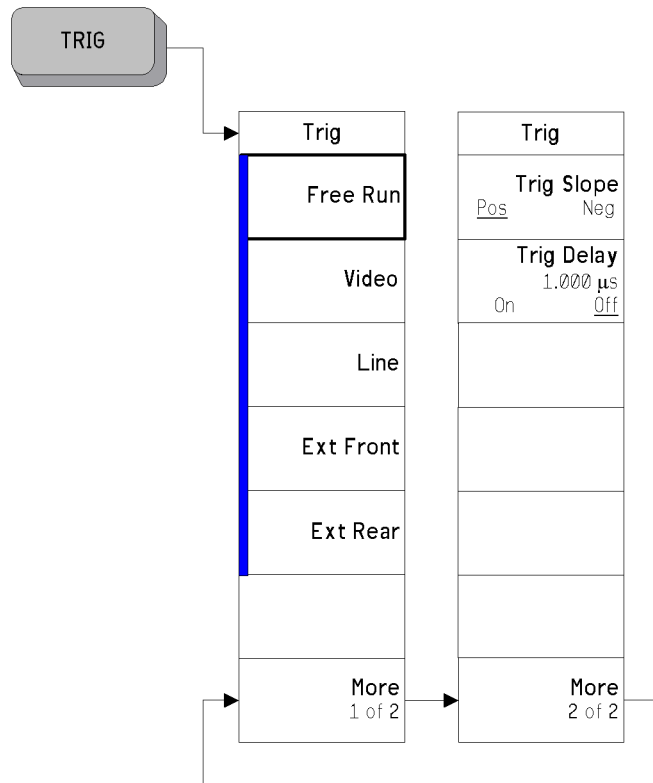 TRIG
Trig
Free Run
Video
Line
Ext Front
Ext Rear
More
1 of 2
Trig
Trig Slope
Pos Neg
Trig Delay
1.000 μs
On Off
More
2 of 2